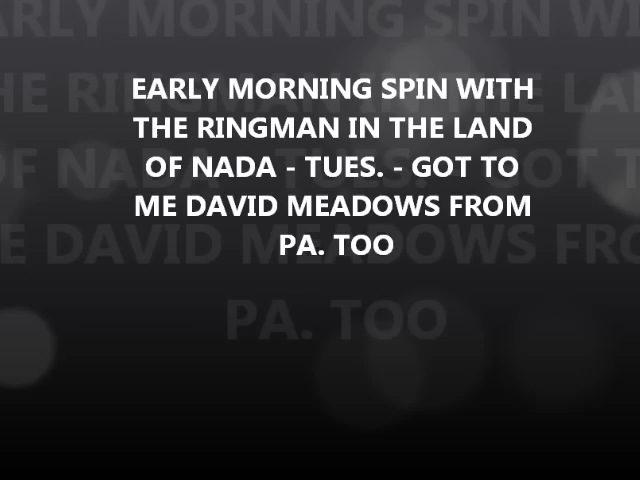 EARLY MORNING SPIN WITH
THE RINGMAN IN THE LAND
OF NADA - TUES. - GOT TO
ME DAVID MEADOWS FROM
PA. TOO